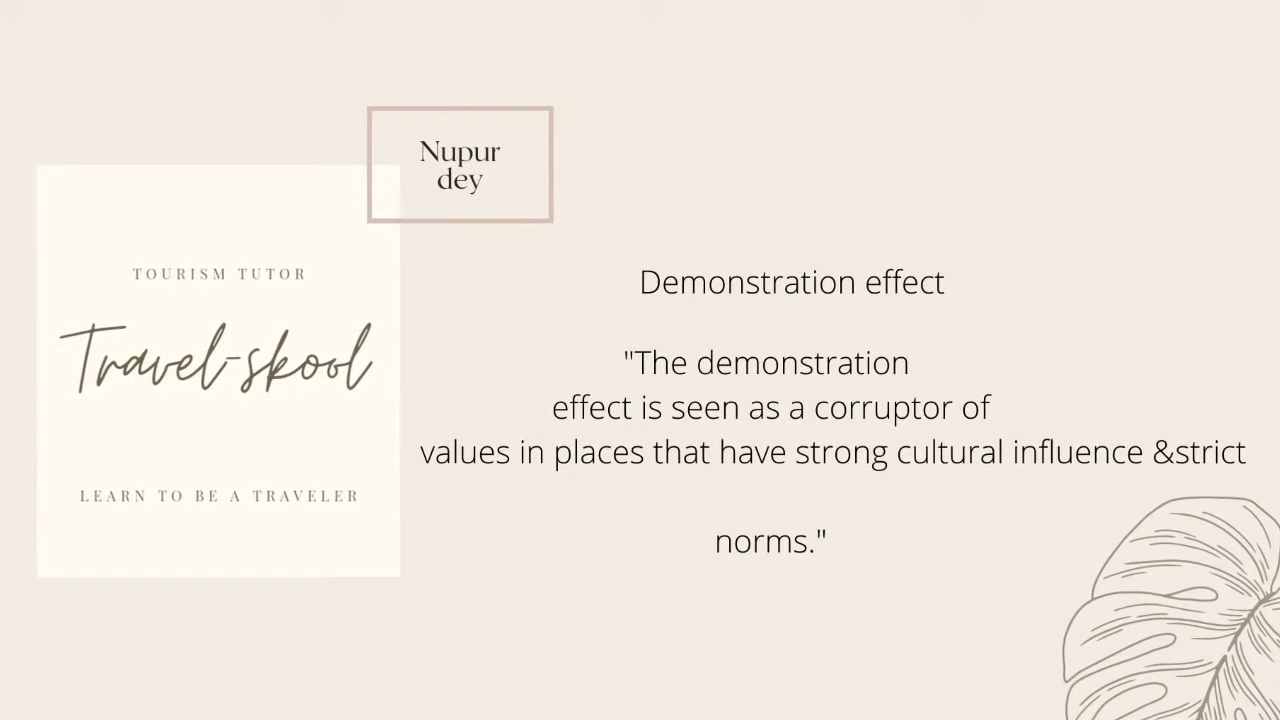 Nupur
dey
TOURISM TUTOR
Travel-skool
LEARN TO BE A TRAVELER
Demonstration effect
"The demonstration
effect is seen as a corruptor of
values in places that have strong cultural influence &strict
norms."